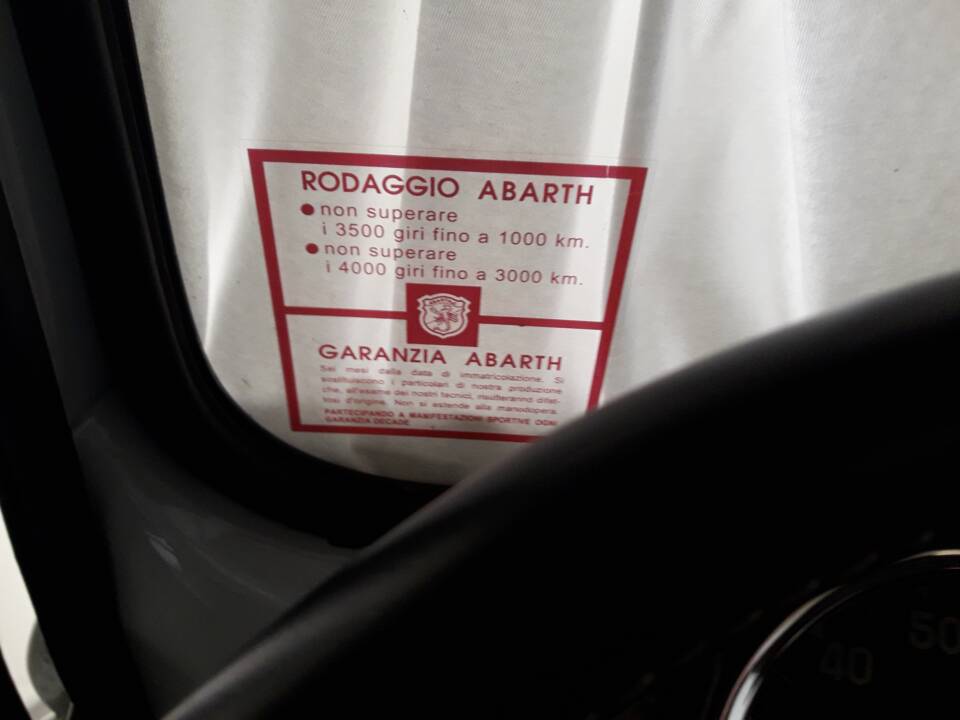 RODAGGIO ABARTH
● non superare
i 3500 giri fino a 1000 km.
● non superare
i 4000 giri fino a 3000 km.
GARANZIA ABARTH
Sei mesi dalla data di immatricolazione. Si
sostituiscono i particolari di nostra produzione
che, all'esame dei nostri tecnici, risulteranno difet-
tosi d'origine. Non si estende alla manodopera.
PARTECIPANDO A MANIFESTAZIONI SPORTIVE OGNI
GARANZIA DECADE
40
50